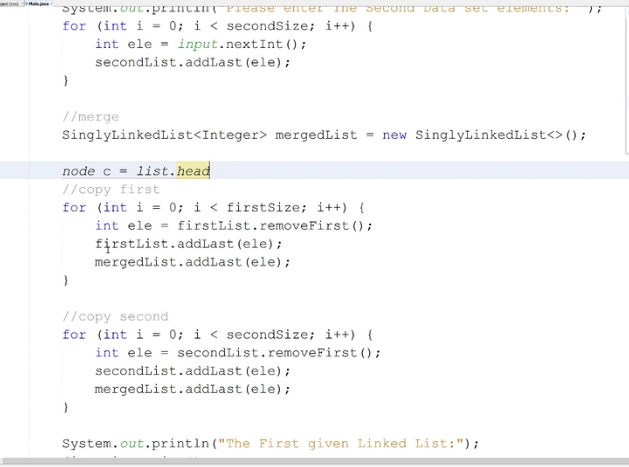 Main.java
System.out.println("Please enter The Second Data set elements: ");
for (int i = 0; i < secondSize; i++) {
int ele = input.nextInt();
secondList.addLast(ele);
}
//merge
SinglyLinkedList<Integer> mergedList = new SinglyLinkedList<>();
node c = list.head
//copy first
for (int i = 0; i < firstSize; i++) {
int ele = firstList.removeFirst();
firstList.addLast(ele);
mergedList.addLast(ele);
}
//copy second
for (int i = 0; i < secondSize; i++) {
int ele = secondList.removeFirst();
secondList.addLast(ele);
mergedList.addLast(ele);
}
System.out.println("The First given Linked List:");